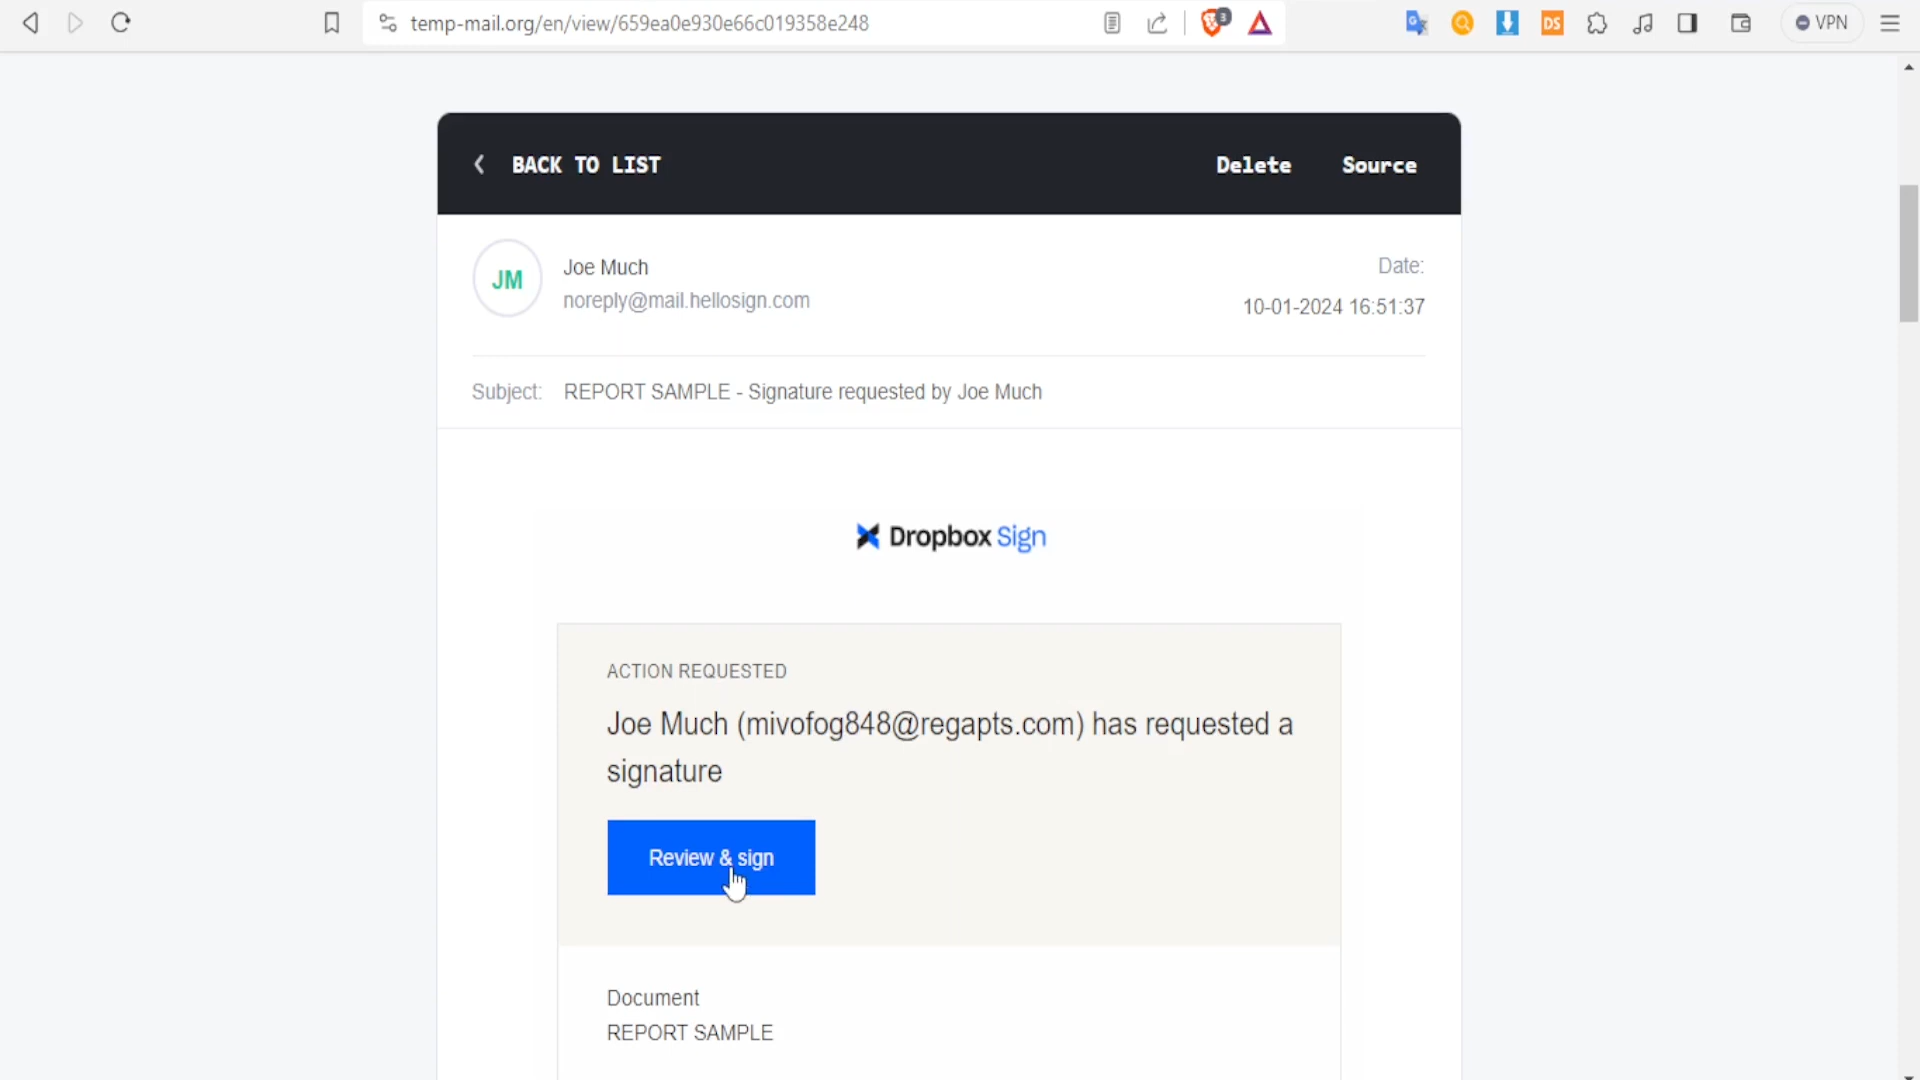 temp-mail.org/en/view/659ea0e930e66c019358e248
3
DS
VPN
BACK TO LIST
Delete
Source
JM
Joe Much
Date:
noreply@mail.hellosign.com
10-01-2024 16:51:37
Subject: REPORT SAMPLE - Signature requested by Joe Much
Dropbox Sign
ACTION REQUESTED
Joe Much (mivofog848@regapts.com) has requested a
signature
Review & sign
Document
REPORT SAMPLE